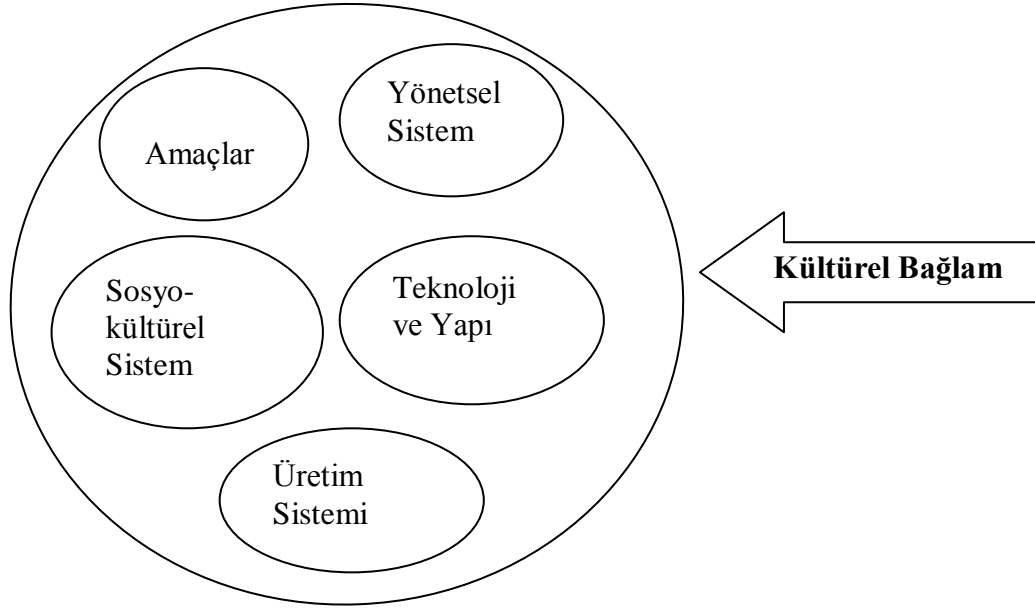 Amaçlar
Yönetsel
Sistem
Sosyo-
kültürel
Sistem
Teknoloji
ve Yapı
Kültürel Bağlam
Üretim
Sistemi